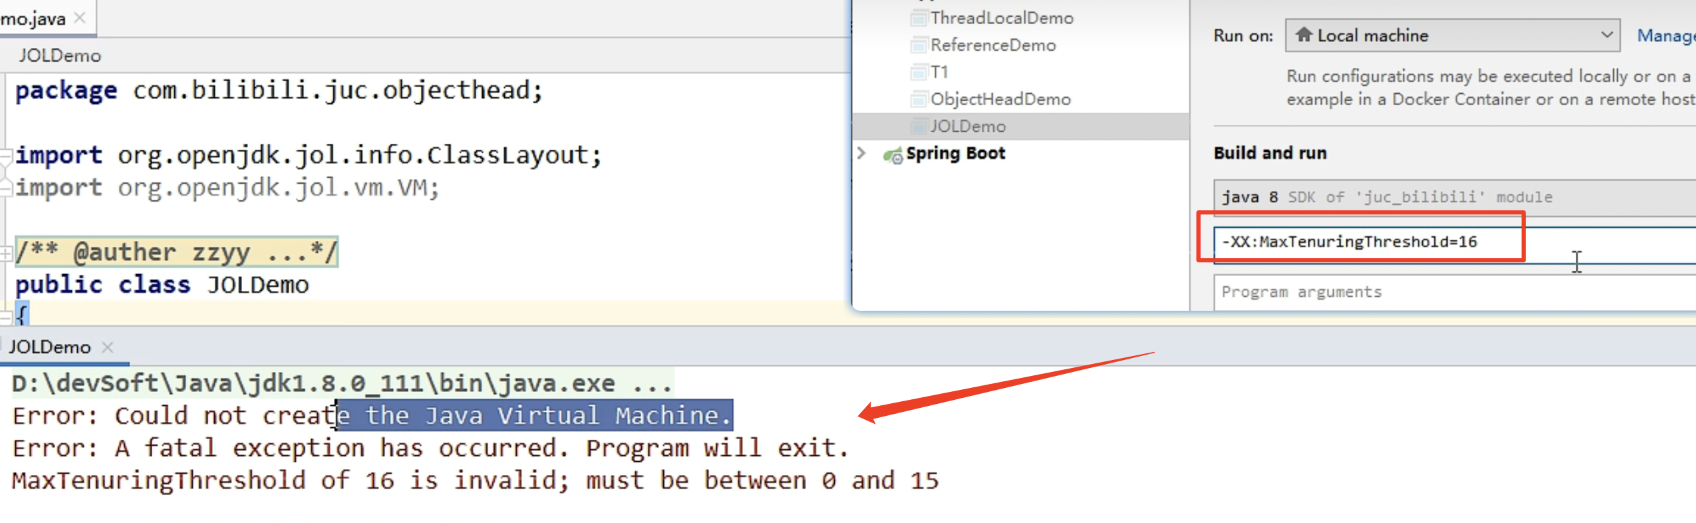 mo.java
JOLDemo
package com.bilibili.juc.objecthead;
import org.openjdk.jol.info.ClassLayout;
import org.openjdk.jol.vm.VM;
/** @auther zzyy ...*/
public class JOLDemo
{
ThreadLocalDemo
ReferenceDemo
T1
ObjectHeadDemo
JOLDemo
Spring Boot
Run on: Local machine Manage
Run configurations may be executed locally or on a
example in a Docker Container or on a remote host
Build and run
java 8 SDK of 'juc_bilibili' module
-XX:MaxTenuringThreshold=16
Program arguments
JOLDemo
D:\devSoft\Java\jdk1.8.0_111\bin\java.exe ...
Error: Could not create the Java Virtual Machine.
Error: A fatal exception has occurred. Program will exit.
MaxTenuringThreshold of 16 is invalid; must be between 0 and 15